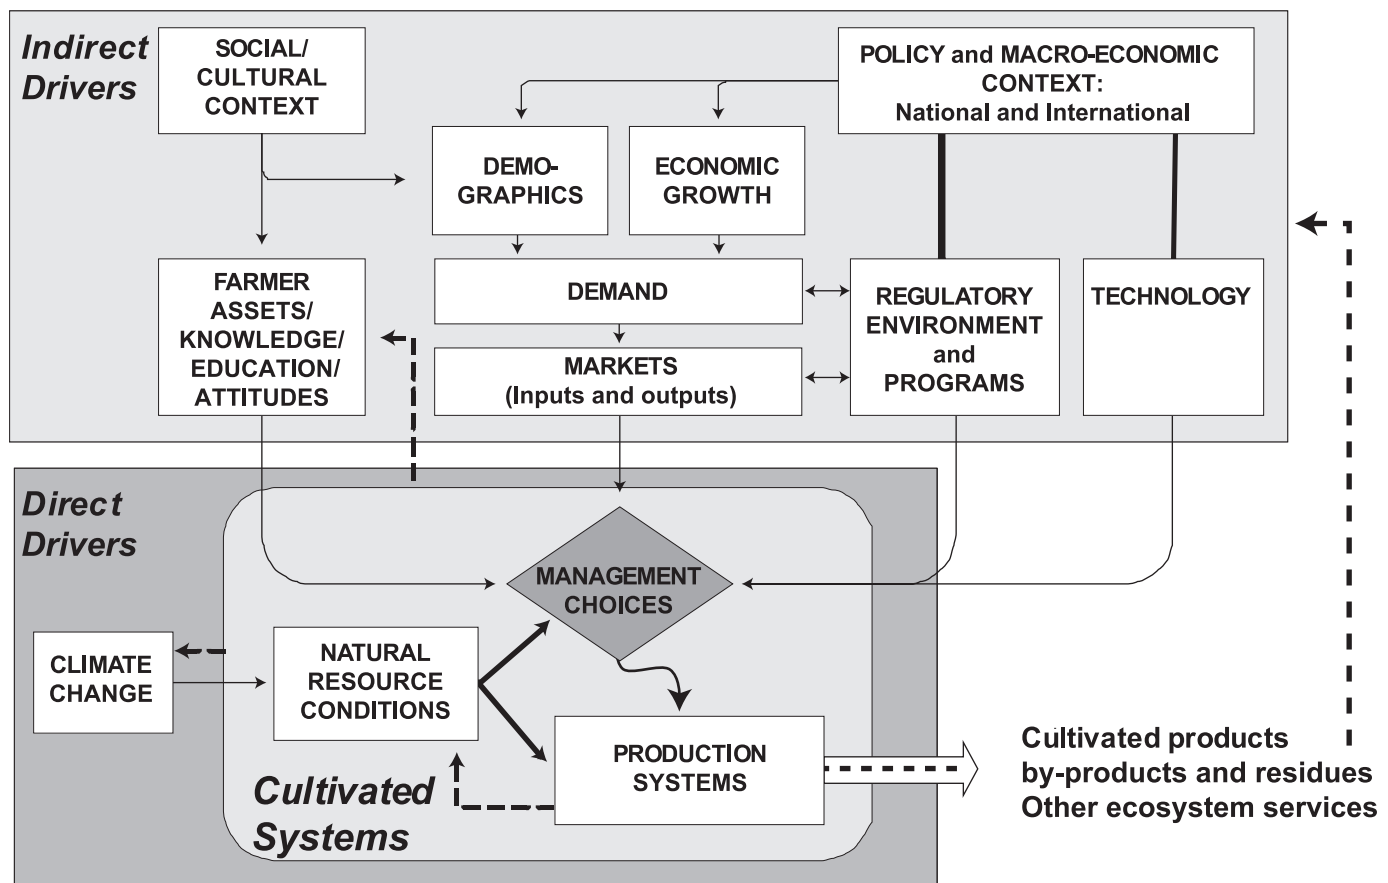 Indirect
Drivers
SOCIAL/
CULTURAL
CONTEXT
POLICY and MACRO-ECONOMIC
CONTEXT:
National and International
DEMO-
GRAPHICS
ECONOMIC
GROWTH
FARMER
ASSETS/
KNOWLEDGE/
EDUCATION/
ATTITUDES
DEMAND
MARKETS
(Inputs and outputs)
REGULATORY
ENVIRONMENT
and
PROGRAMS
TECHNOLOGY
Direct
Drivers
MANAGEMENT
CHOICES
CLIMATE
CHANGE
NATURAL
RESOURCE
CONDITIONS
PRODUCTION
SYSTEMS
Cultivated
Systems
Cultivated products
by-products and residues
Other ecosystem services